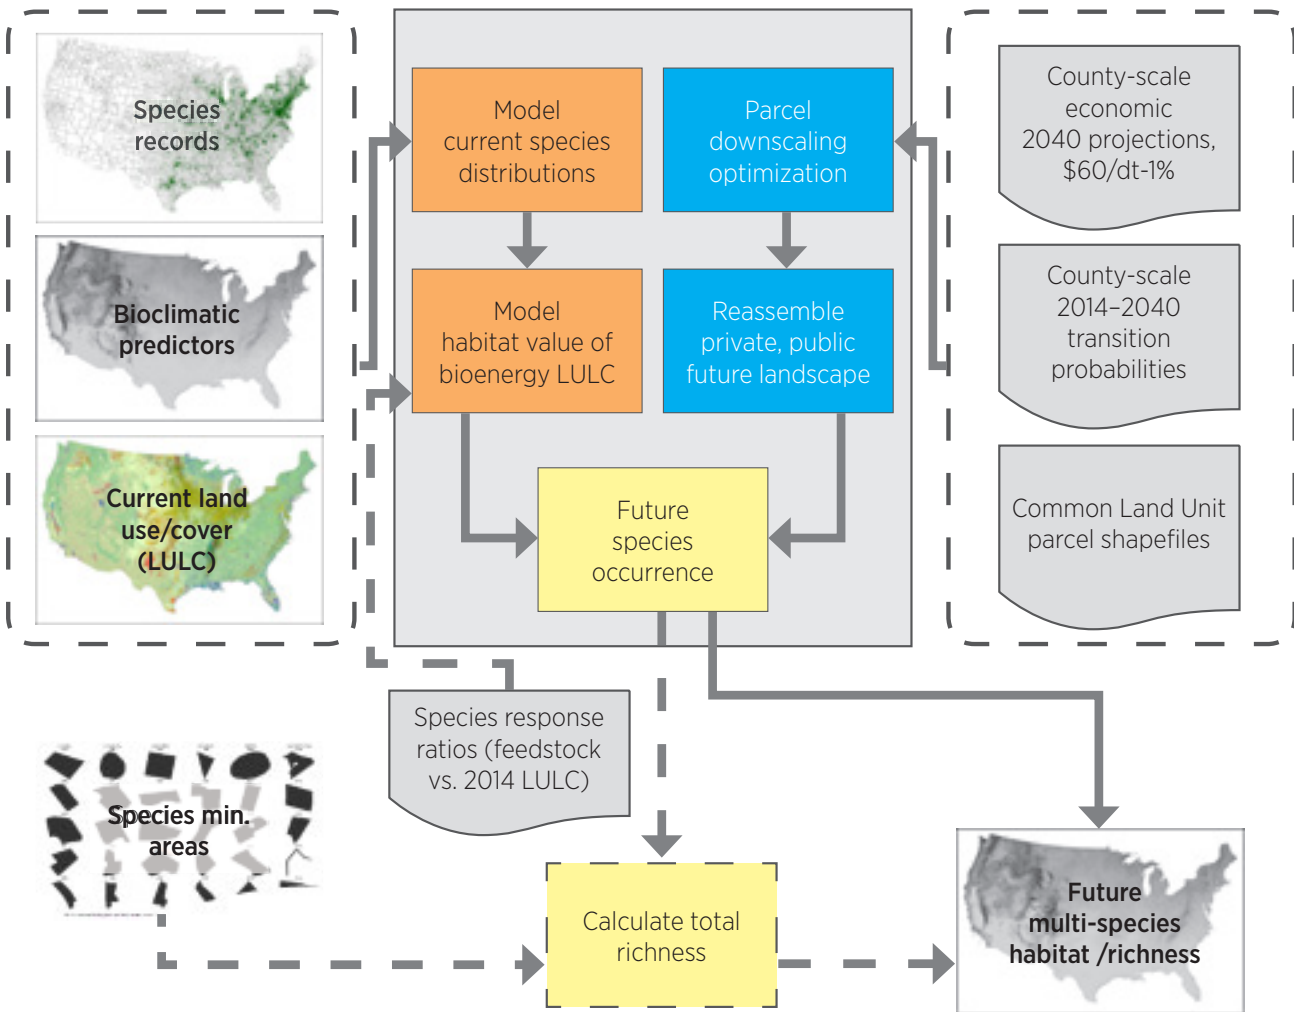 Species
records
Bioclimatic
predictors
Current land
use/cover
(LULC)
Model
current species
distributions
Parcel
downscaling
optimization
Model
habitat value of
bioenergy LULC
Reassemble
private, public
future landscape
Future
species
occurrence
County-scale
economic
2040 projections,
$60/dt-1%
County-scale
2014–2040
transition
probabilities
Common Land Unit
parcel shapefiles
Species response
ratios (feedstock
vs. 2014 LULC)
Species min.
areas
Calculate total
richness
Future
multi-species
habitat /richness